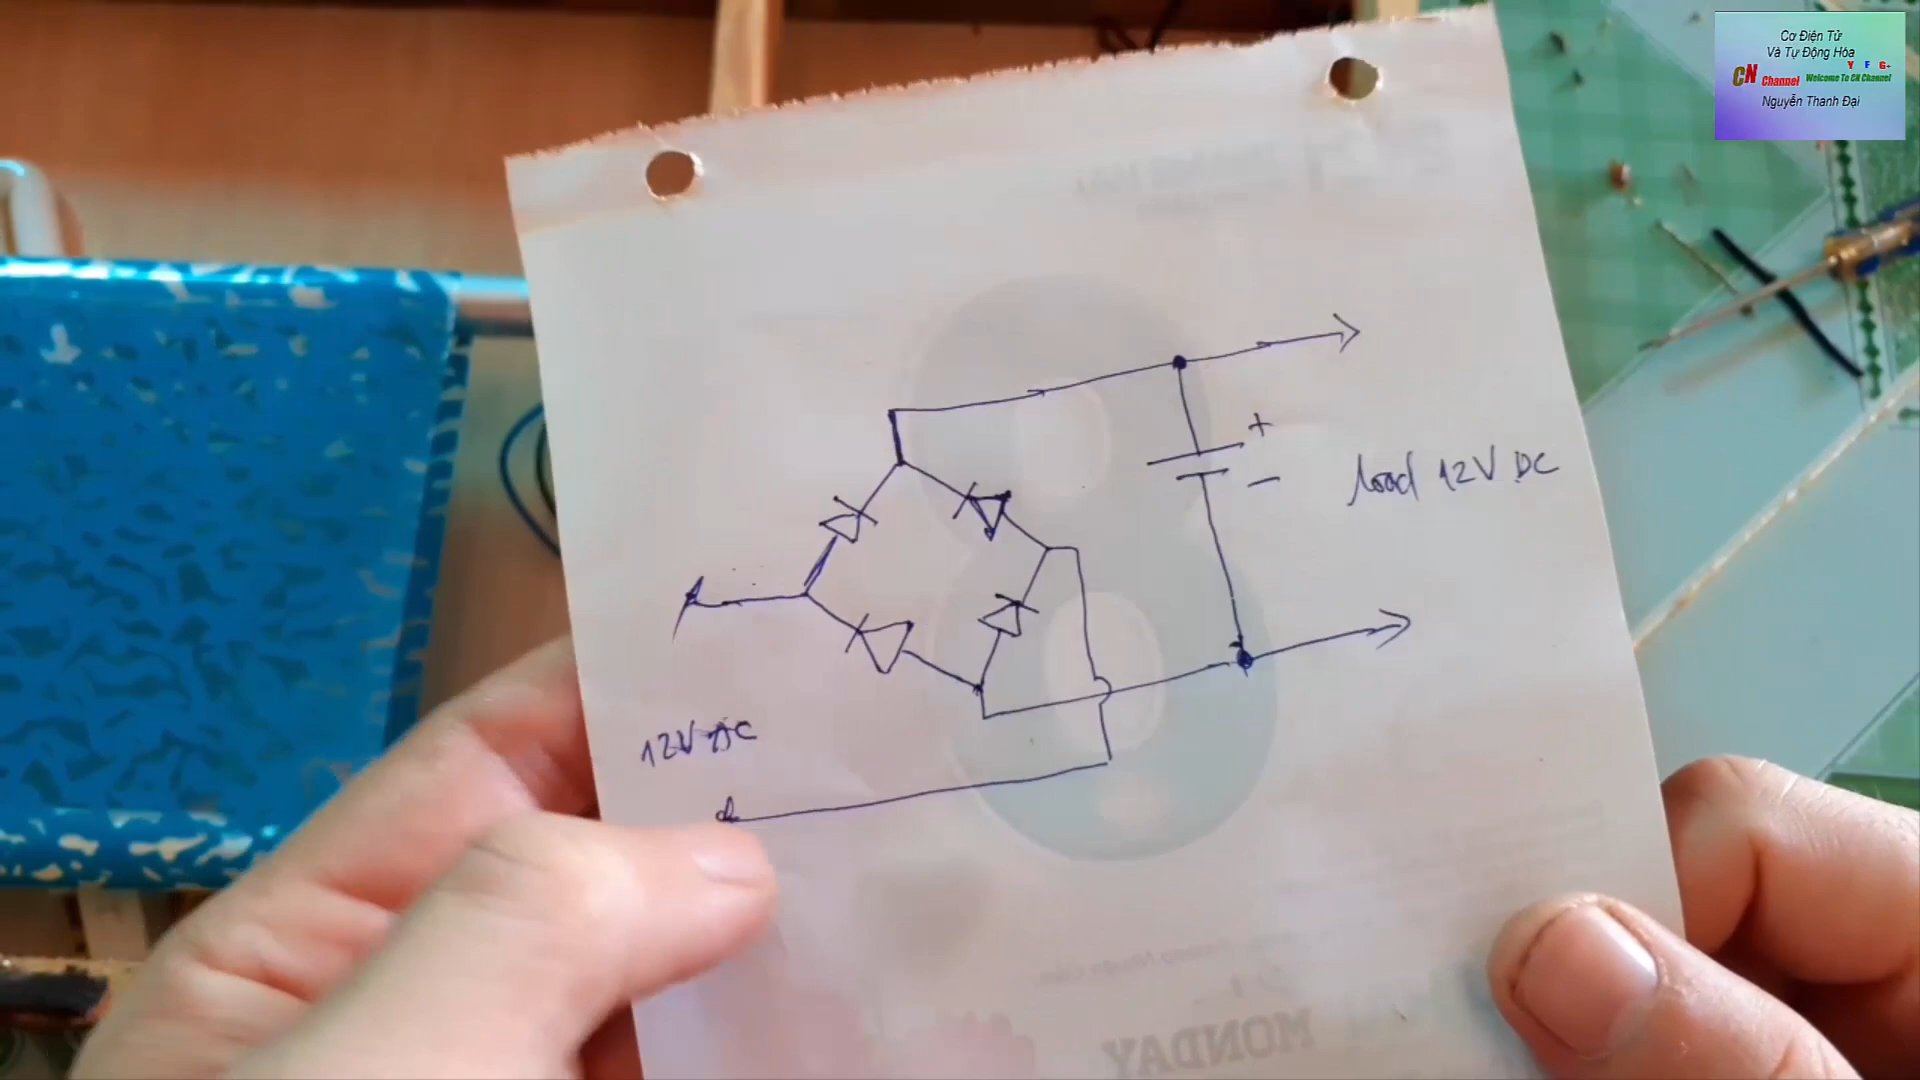 Cơ Điện Tử
Và Tự Động Hóa
Y F G+
CN Channel Welcome To CN Channel
Nguyễn Thanh Đại
+
−
load 12V DC
12V AC
MONDAY